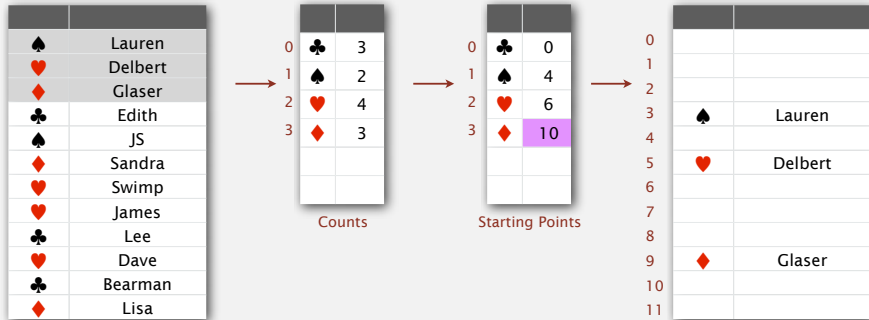 ♠ Lauren
♥ Delbert
♦ Glaser
♣ Edith
♠ JS
♦ Sandra
♥ Swimp
♥ James
♣ Lee
♥ Dave
♣ Bearman
♦ Lisa
0 ♣ 3
1 ♠ 2
2 ♥ 4
3 ♦ 3
Counts
0 ♣ 0
1 ♠ 4
2 ♥ 6
3 ♦ 10
Starting Points
0
1
2
3 ♠ Lauren
4
5 ♥ Delbert
6
7
8
9 ♦ Glaser
10
11